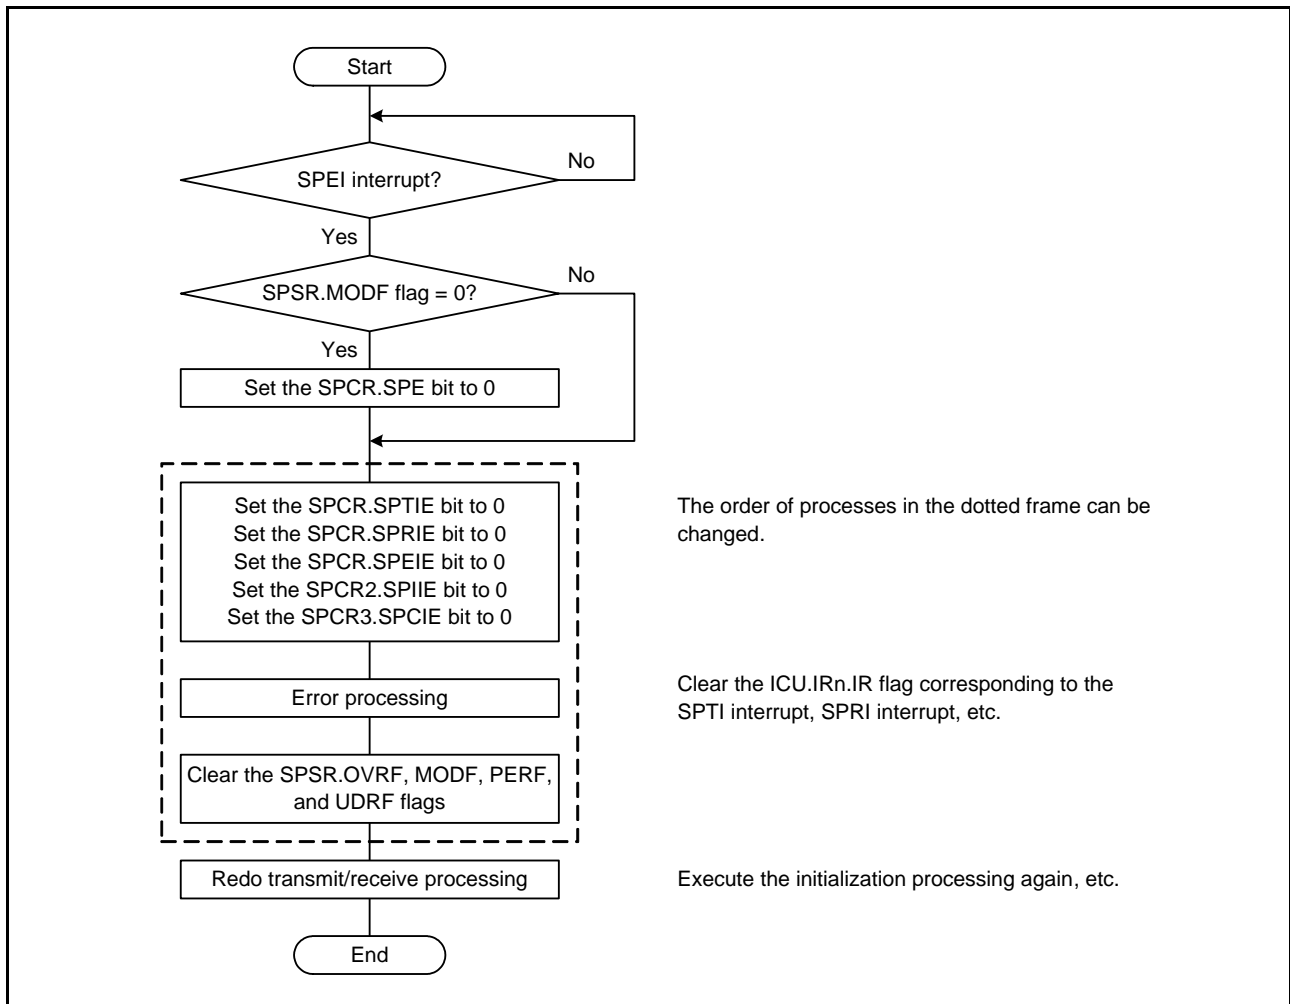 Start
No
SPEI interrupt?
Yes
No
SPSR.MODF flag = 0?
Yes
Set the SPCR.SPE bit to 0
Set the SPCR.SPTIE bit to 0
Set the SPCR.SPRIE bit to 0
Set the SPCR.SPEIE bit to 0
Set the SPCR2.SPIIE bit to 0
Set the SPCR3.SPCIE bit to 0
The order of processes in the dotted frame can be
changed.
Error processing
Clear the ICU.IRn.IR flag corresponding to the
SPTI interrupt, SPRI interrupt, etc.
Clear the SPSR.OVRF, MODF, PERF,
and UDRF flags
Redo transmit/receive processing
Execute the initialization processing again, etc.
End